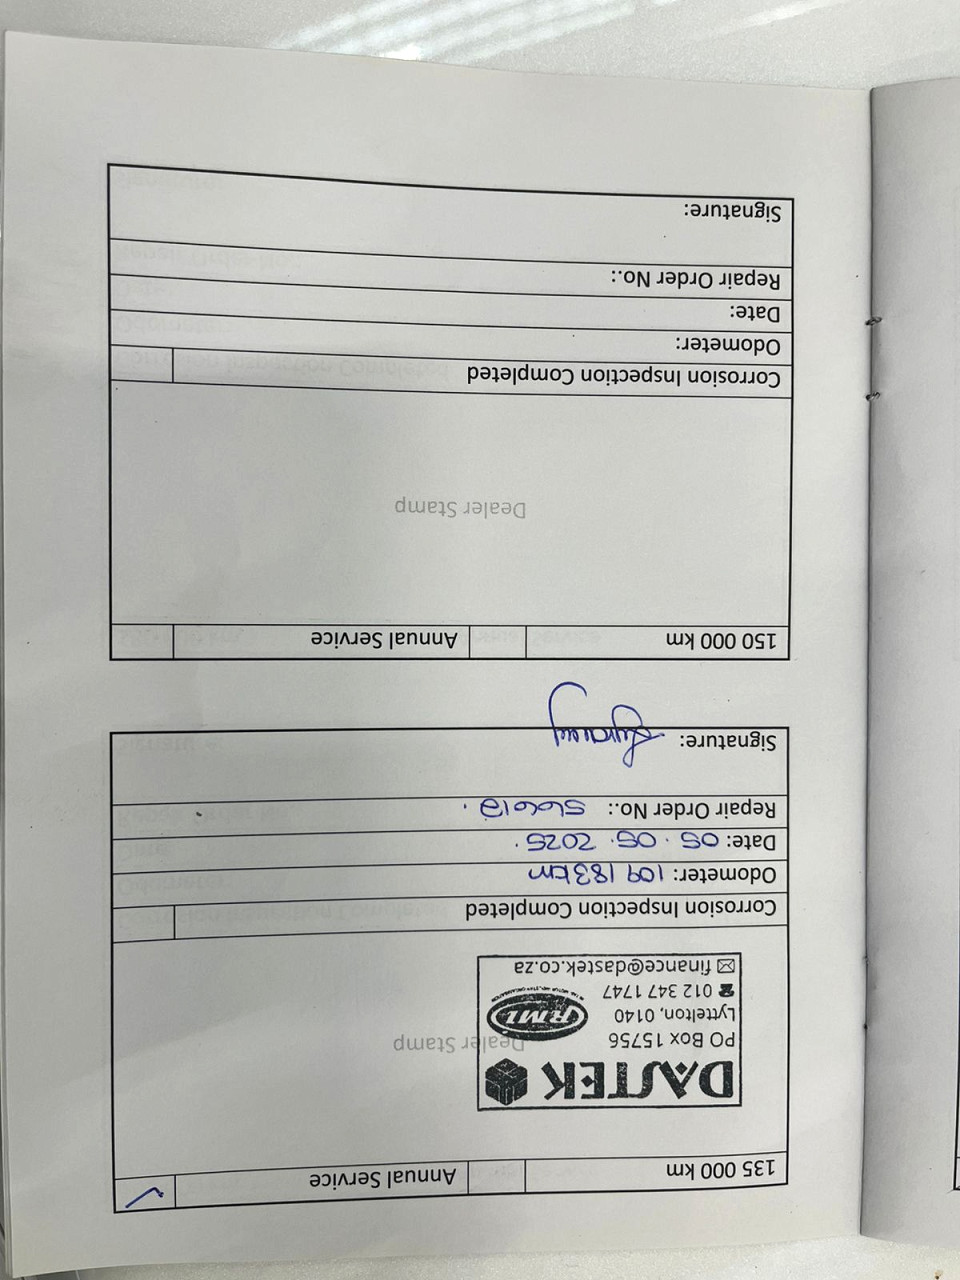 135 000 km
Annual Service ✓
DASTEK
PO Box 15756
Lyttelton, 0140
☎ 012 347 1747
✉ finance@dastek.co.za
RMI
Dealer Stamp
Corrosion Inspection Completed
Odometer: 109 183km
Date: 05.05.2025.
Repair Order No.:
Signature:
150 000 km
Annual Service
Dealer Stamp
Corrosion Inspection Completed
Odometer:
Date:
Repair Order No.:
Signature: